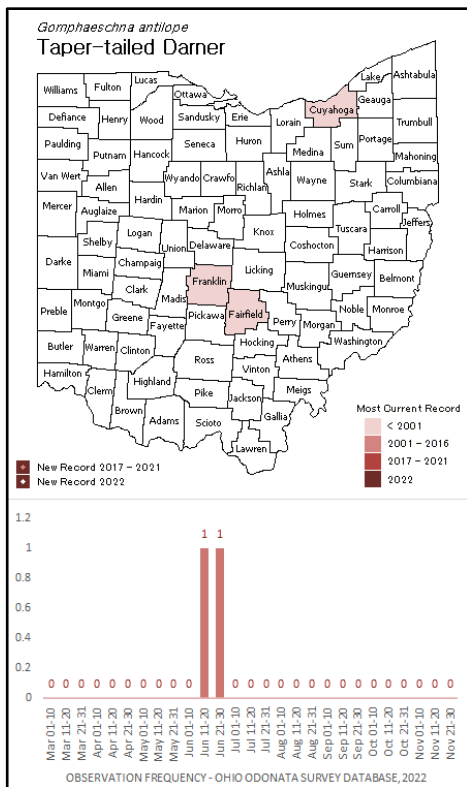 Gomphaeschna antilope
Taper-tailed Darner
Williams Fulton Lucas Ottawa Lake Ashtabula
Cuyahoga Geauga
Defiance Henry Wood Sandusky Erie Lorain Trumbull
Paulding Putnam Hancock Seneca Huron Medina Sum Portage Mahoning
Van Wert Allen Wyando Crawfo Richlan Ashla Wayne Stark Columbiana
Mercer Auglaize Hardin Marion Morro Holmes Carroll Jeffers
Shelby Logan Union Delaware Knox Coshocton Tuscara Harrison
Darke Miami Champaig Franklin Licking Muskingut Guernsey Belmont
Clark Madis Fairfield
Preble Montgo Greene Fayette Pickawa Perry Morgan Noble Monroe
Butler Warren Clinton Ross Hocking Athens Washington
Hamilton Clerm Highland Vinton Meigs
Brown Adams Pike Jackson Gallia
Scioto Lawren
Most Current Record
< 2001
2001 - 2016
2017 - 2021
2022
New Record 2017 - 2021
New Record 2022
1.2
1
0.8
0.6
0.4
0.2
0
0 0 0 0 0 0 0 0 0 0 1 1 0 0 0 0 0 0 0 0 0 0 0 0 0 0 0
Mar 01-10
Mar 11-20
Mar 21-31
Apr 01-10
Apr 11-20
Apr 21-30
May 01-10
May 11-20
May 21-31
Jun 01-10
Jun 11-20
Jun 21-30
Jul 01-10
Jul 11-20
Jul 21-31
Aug 01-10
Aug 11-20
Aug 21-31
Sep 01-10
Sep 11-20
Sep 21-30
Oct 01-10
Oct 11-20
Oct 21-31
Nov 01-10
Nov 11-20
Nov 21-30
OBSERVATION FREQUENCY - OHIO ODONATA SURVEY DATABASE, 2022